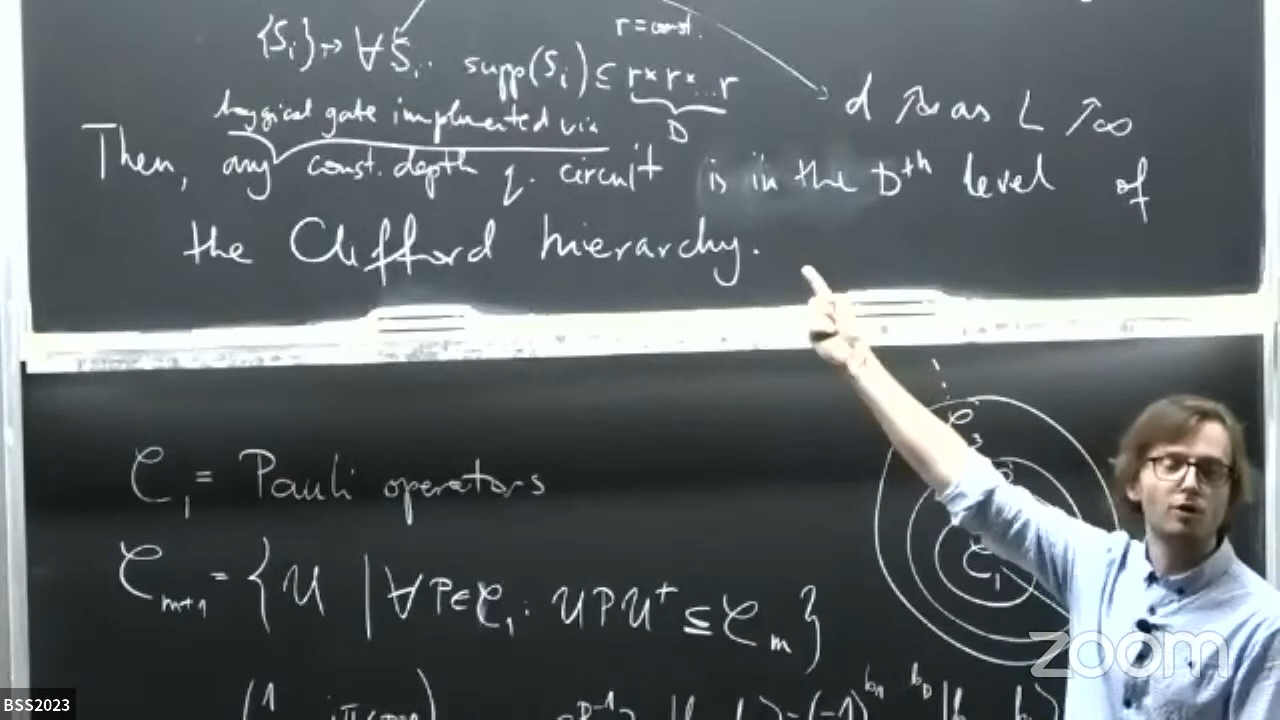 r = const.
{S_i} ↦ ∀S_i: supp(S_i) ⊆ r × r × ... r
D
d ↗∞ as L ↗∞
logical gate implemented via
Then, any const. depth q. circuit is in the Dth level of
the Clifford hierarchy.
C_1 = Pauli operators
C_3
C_1
C_{m+1} = {U | ∀P∈C_1: UPU† ⊆ C_m}
zoom
BSS2023